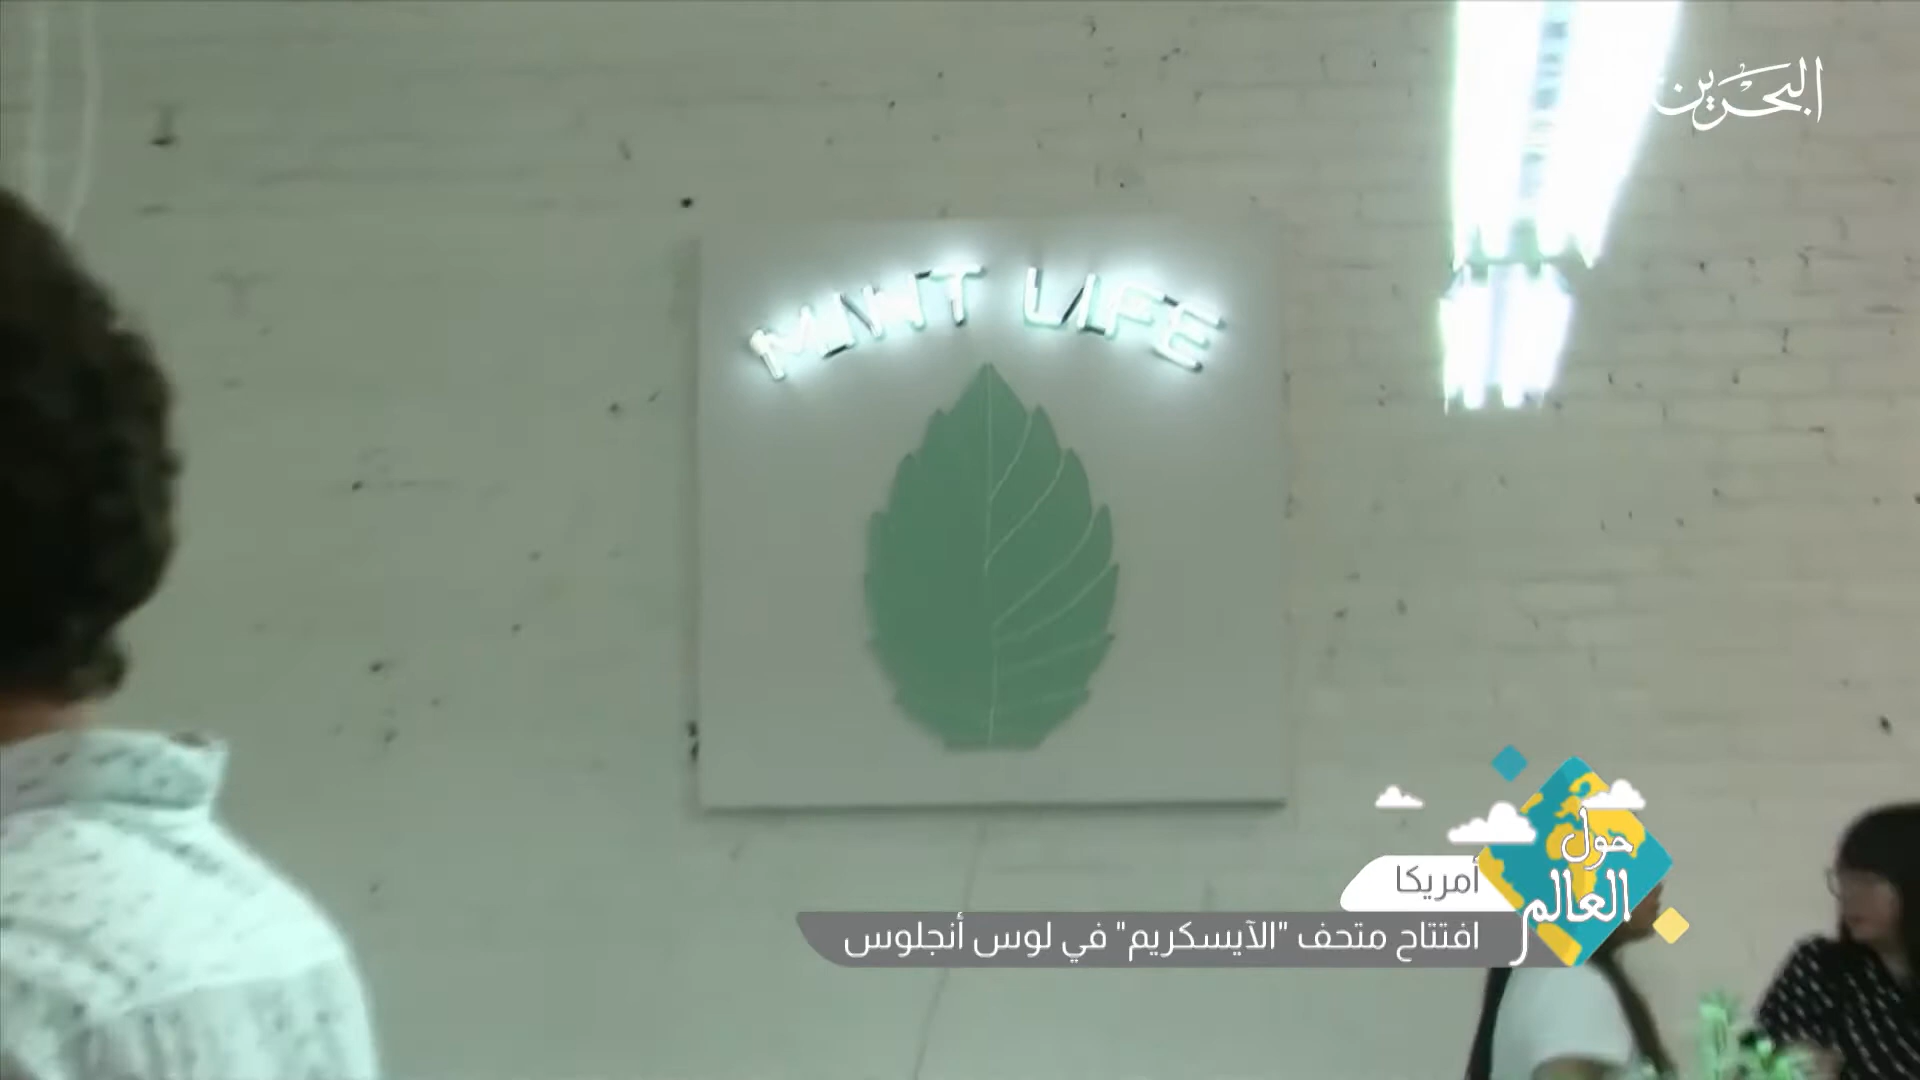 البحرين
MINT LIFE
حول
العالم
أمريكا
افتتاح متحف "الآيسكريم" في لوس أنجلوس